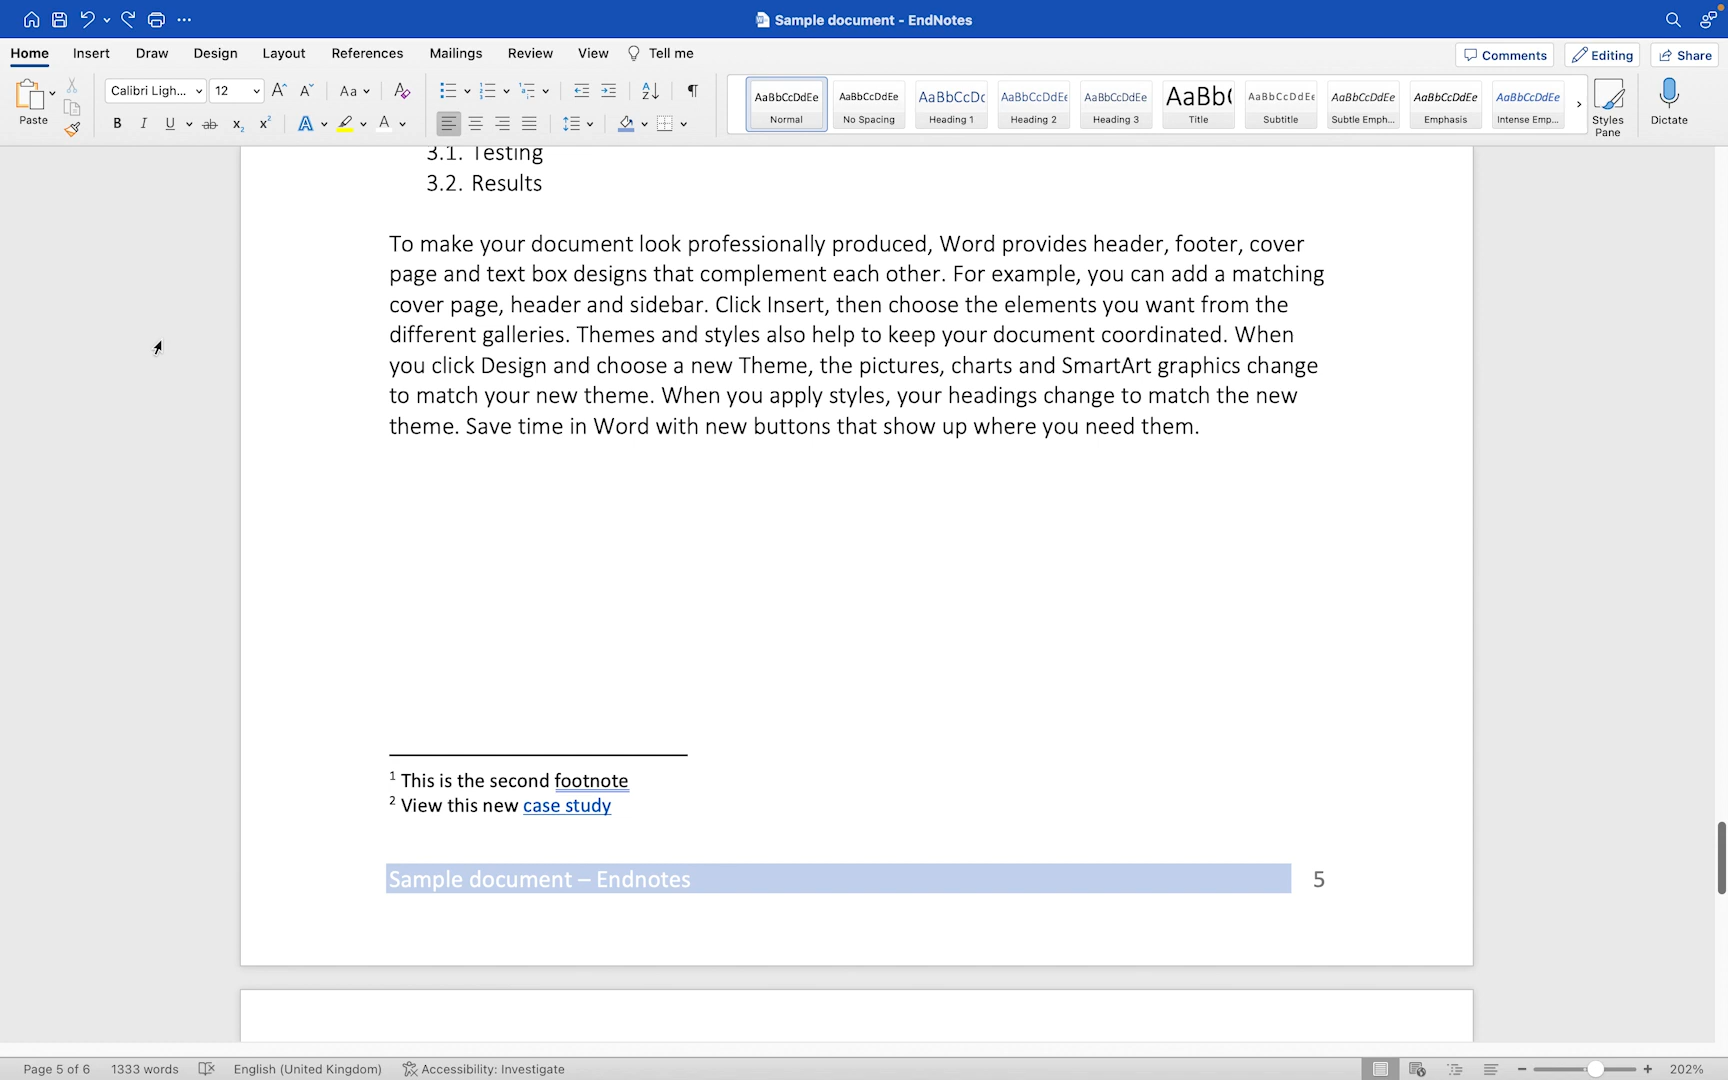 Sample document - EndNotes
Home Insert Draw Design Layout References Mailings Review View Tell me Comments Editing Share
Paste Calibri Ligh... 12 Aa
AaBbCcDdEe AaBbCcDdEe AaBbCcDc AaBbCcDdEe AaBbCcDdEe AaBb( AaBbCcDdEe AaBbCcDdEe AaBbCcDdEe AaBbCcDdEe
Normal No Spacing Heading 1 Heading 2 Heading 3 Title Subtitle Subtle Emph... Emphasis Intense Emp... Styles Pane Dictate
3.1. Testing
3.2. Results
To make your document look professionally produced, Word provides header, footer, cover
page and text box designs that complement each other. For example, you can add a matching
cover page, header and sidebar. Click Insert, then choose the elements you want from the
different galleries. Themes and styles also help to keep your document coordinated. When
you click Design and choose a new Theme, the pictures, charts and SmartArt graphics change
to match your new theme. When you apply styles, your headings change to match the new
theme. Save time in Word with new buttons that show up where you need them.
1 This is the second footnote
2 View this new case study
Sample document – Endnotes 5
Page 5 of 6 1333 words English (United Kingdom) Accessibility: Investigate 202%